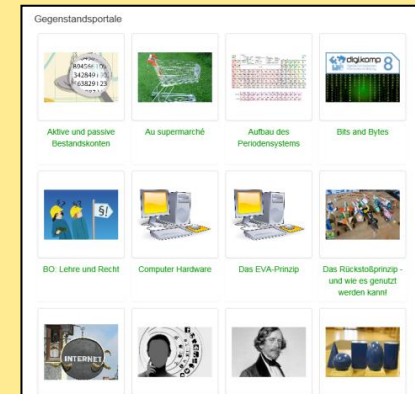 Gegenstandsportale
digikomp 8
Aktive und passive
Bestandskonten
Au supermarché
Aufbau des
Periodensystems
Bits and Bytes
§!
BO: Lehre und Recht
Computer Hardware
Das EVA-Prinzip
Das Rückstoßprinzip -
und wie es genutzt
werden kann!
INTERNET